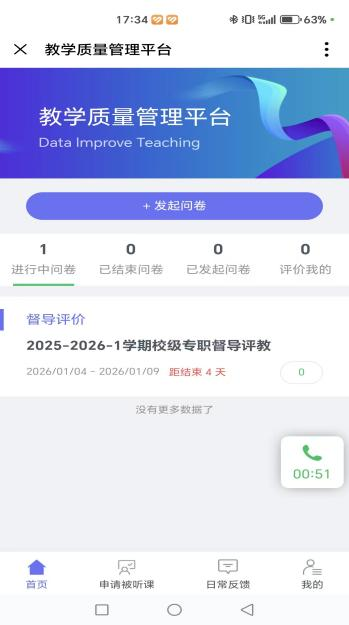 17:34
5G
63%
教学质量管理平台
教学质量管理平台
Data Improve Teaching
+ 发起问卷
1 0 0 0
进行中问卷 已结束问卷 已发起问卷 评价我的
督导评价
2025-2026-1学期校级专职督导评教
2026/01/04 - 2026/01/09 距结束 4 天 0
没有更多数据了
00:51
首页 申请被听课 日常反馈 我的